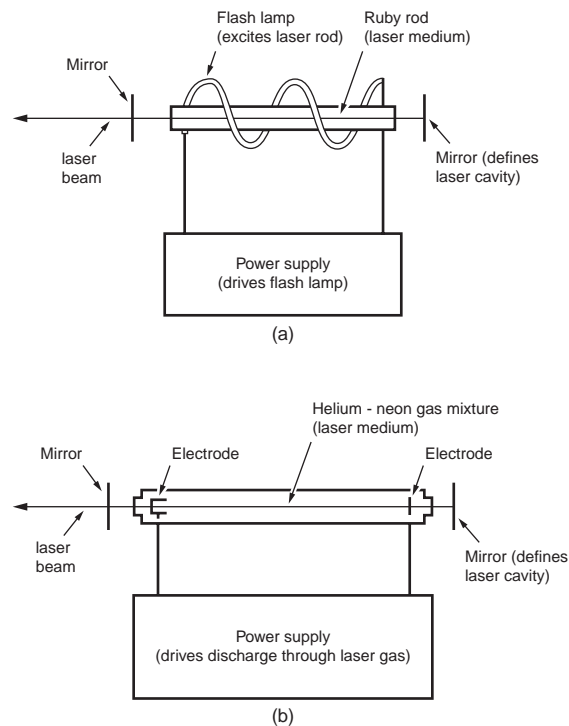 Flash lamp
(excites laser rod)
Ruby rod
(laser medium)
Mirror
laser
beam
Mirror (defines
laser cavity)
Power supply
(drives flash lamp)
(a)
Helium - neon gas mixture
(laser medium)
Mirror
Electrode
Electrode
laser
beam
Mirror (defines
laser cavity)
Power supply
(drives discharge through laser gas)
(b)